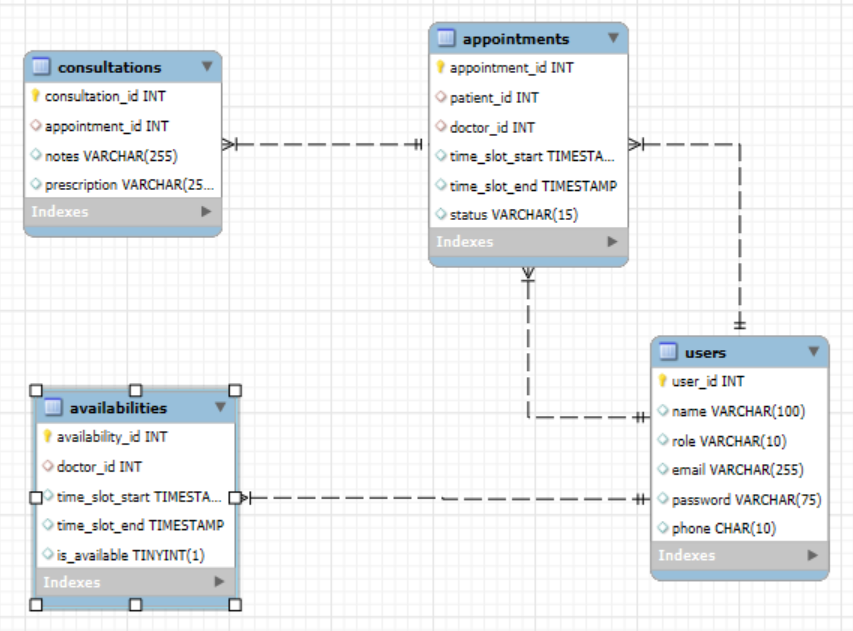 consultations
consultation_id INT
appointment_id INT
notes VARCHAR(255)
prescription VARCHAR(25...
Indexes
appointments
appointment_id INT
patient_id INT
doctor_id INT
time_slot_start TIMESTA...
time_slot_end TIMESTAMP
status VARCHAR(15)
Indexes
availabilities
availability_id INT
doctor_id INT
time_slot_start TIMESTA...
time_slot_end TIMESTAMP
is_available TINYINT(1)
Indexes
users
user_id INT
name VARCHAR(100)
role VARCHAR(10)
email VARCHAR(255)
password VARCHAR(75)
phone CHAR(10)
Indexes